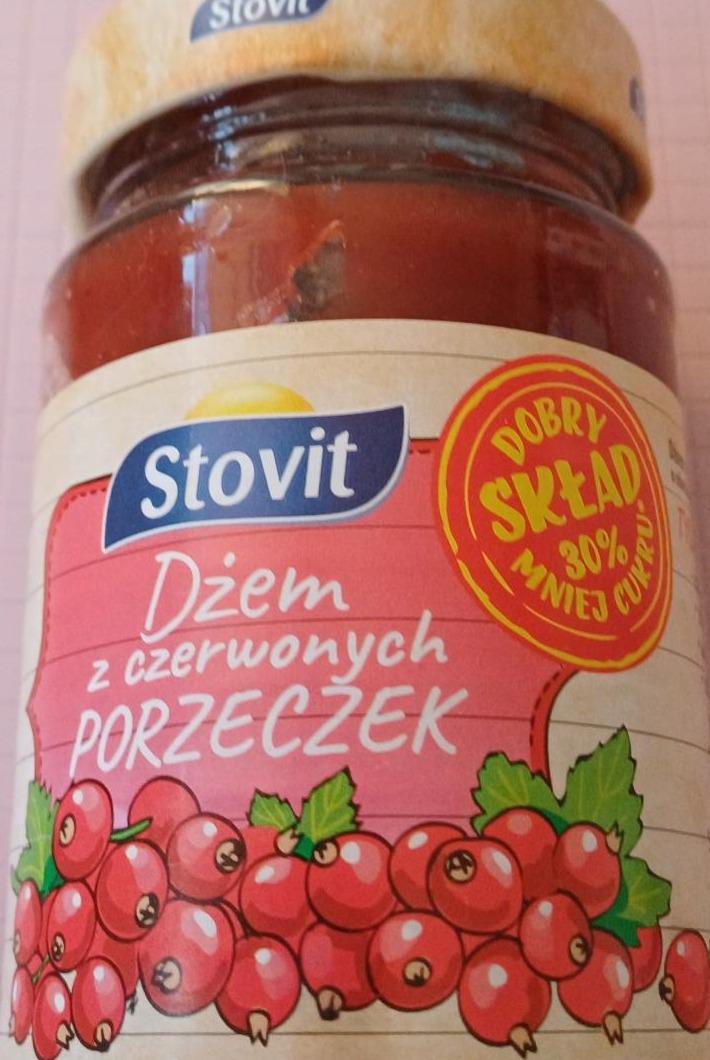 Stovit
Stovit
DOBRY
SKŁAD
30%
MNIEJ CUKRU*
Dżem
z czerwonych
PORZECZEK